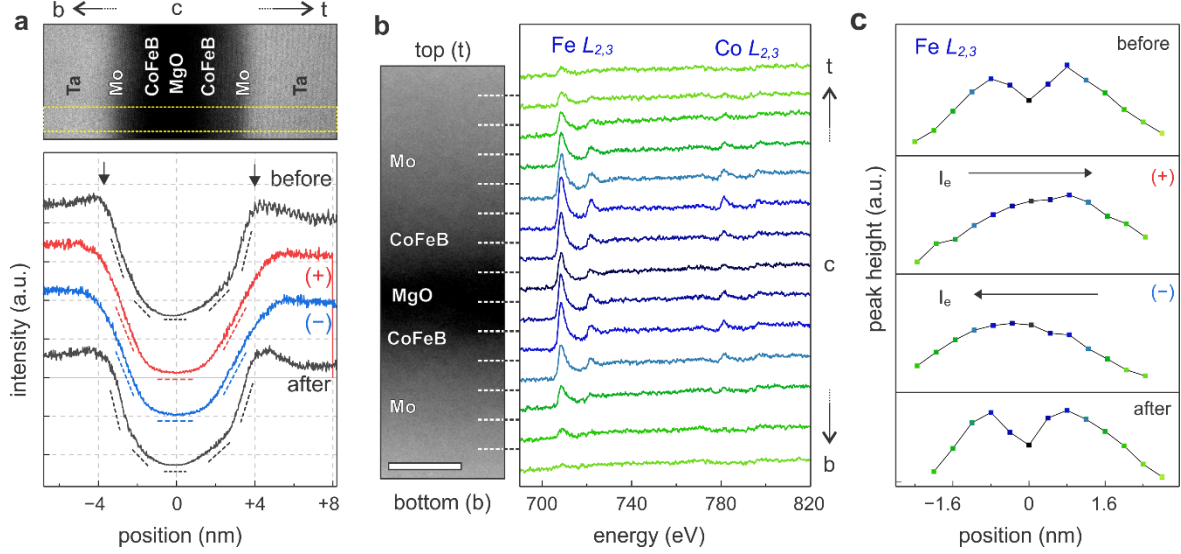 a
b
c
t
Ta
Mo
CoFeB
MgO
CoFeB
Mo
Ta
before
(+)
(−)
after
intensity (a.u.)
−4
0
+4
+8
position (nm)
b
top (t)
Mo
CoFeB
MgO
CoFeB
Mo
bottom (b)
Fe L2,3
Co L2,3
t
c
b
700
740
780
820
energy (eV)
c
Fe L2,3
before
Ie
(+)
Ie
(−)
after
peak height (a.u.)
−1.6
0
1.6
position (nm)